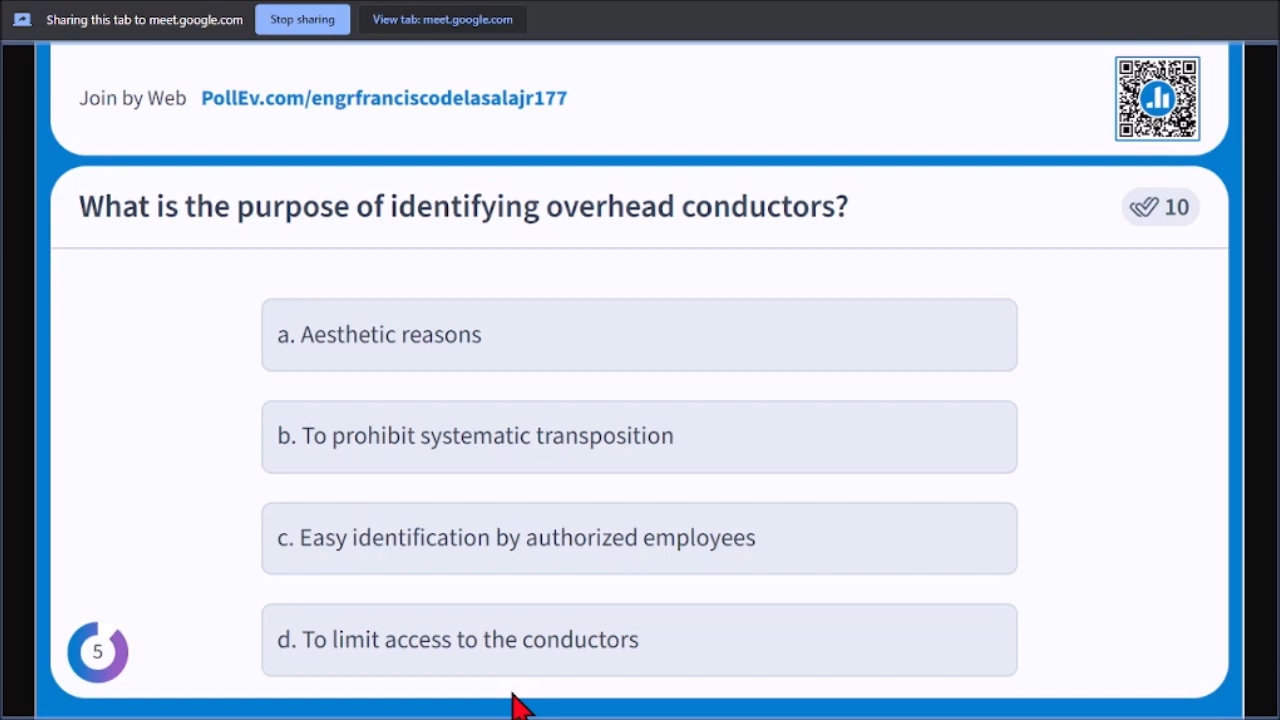 Sharing this tab to meet.google.com Stop sharing View tab: meet.google.com
Join by Web PollEv.com/engrfranciscodelasalajr177
What is the purpose of identifying overhead conductors? 10
a. Aesthetic reasons
b. To prohibit systematic transposition
c. Easy identification by authorized employees
d. To limit access to the conductors
5